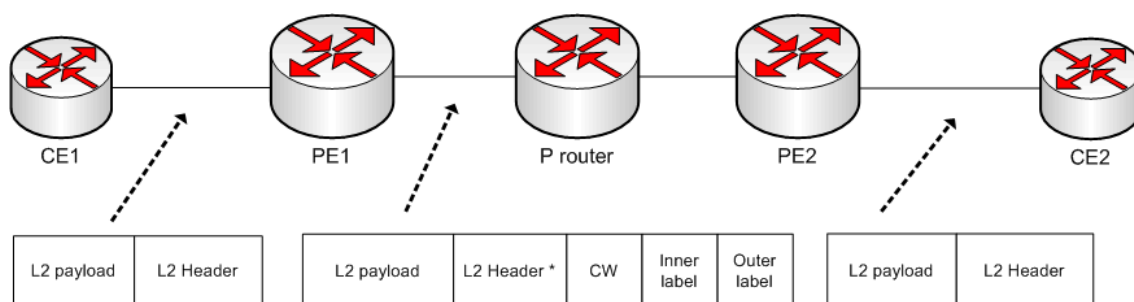 CE1
PE1
P router
PE2
CE2
L2 payload
L2 Header
L2 payload
L2 Header *
CW
Inner
label
Outer
label
L2 payload
L2 Header